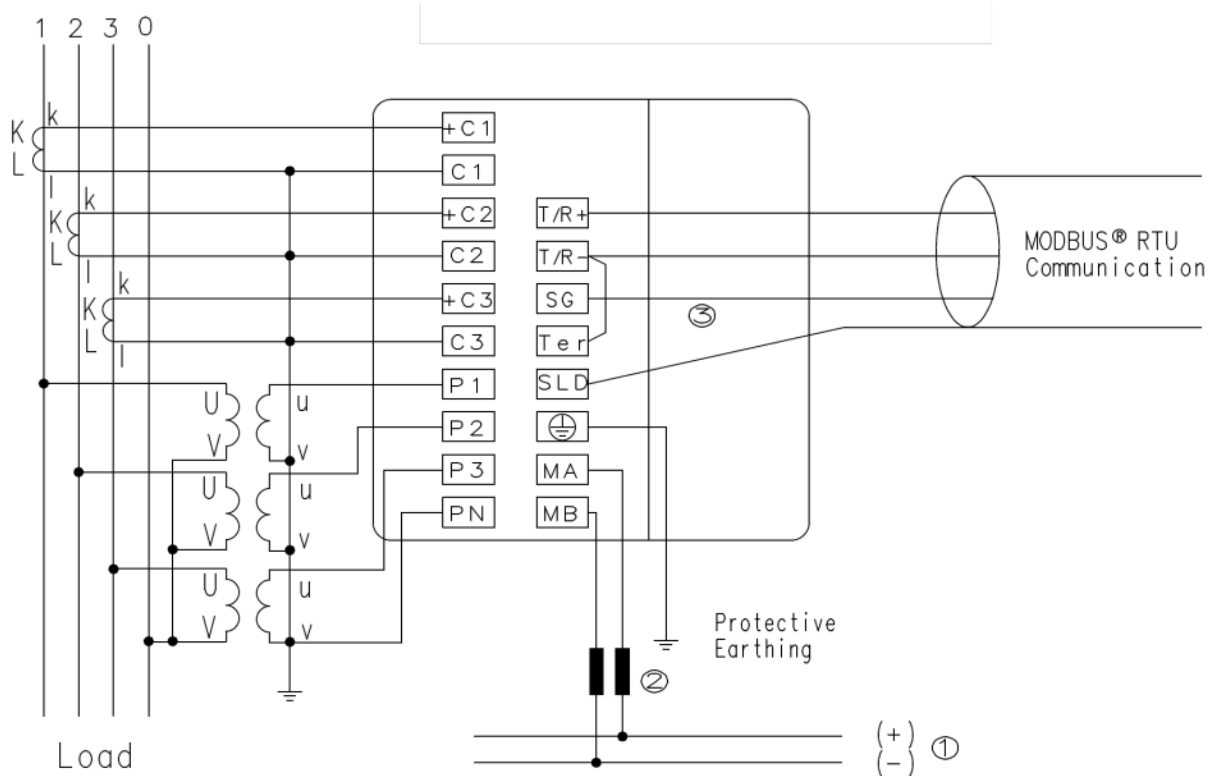 1 2 3 0
k
K
L
l
k
K
L
l
k
K
L
l
+C1
C1
+C2
C2
+C3
C3
P1
P2
P3
PN
T/R+
T/R-
SG
Ter
SLD
MA
MB
U
V
u
v
U
V
u
v
U
V
u
v
③
MODBUS® RTU
Communication
Protective
Earthing
②
(+)
(-)
①
Load